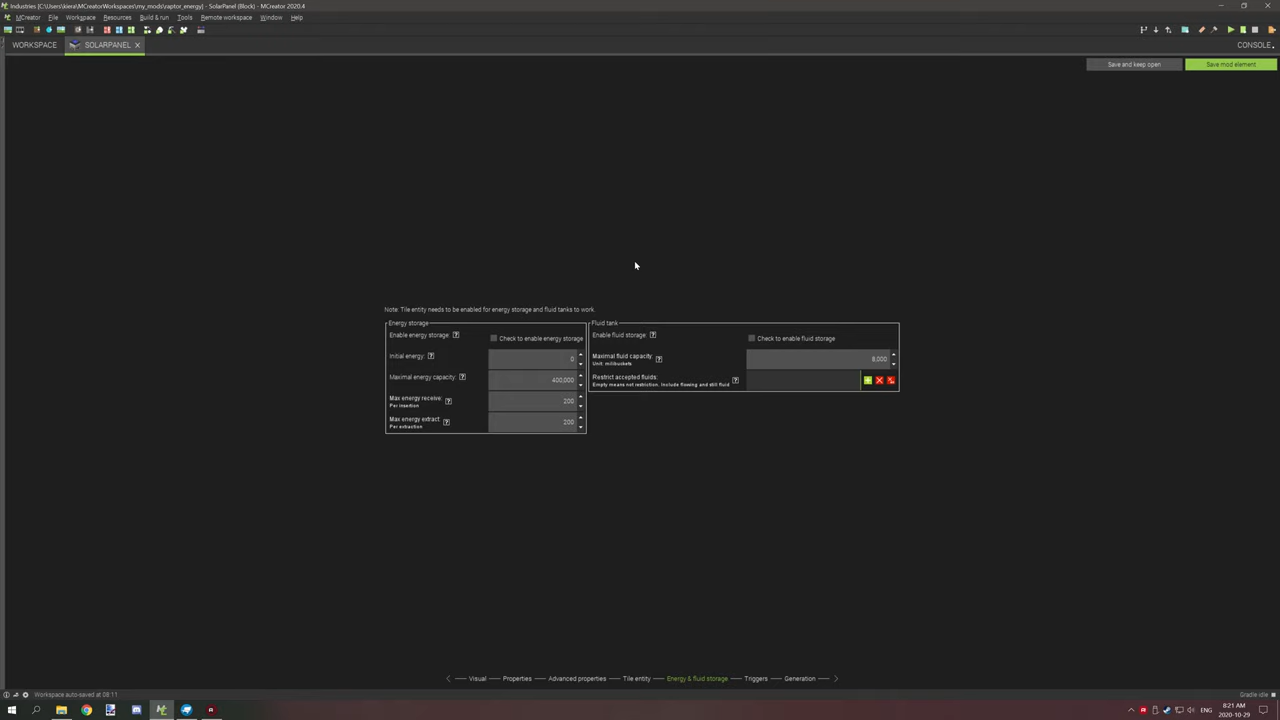 Industries [C:\Users\kiera\MCreatorWorkspaces\my_mods\raptor_energy] - SolarPanel (Block) - MCreator 2020.4
MCreator File Workspace Resources Build & run Tools Remote workspace Window Help
WORKSPACE SOLARPANEL CONSOLE
Save and keep open Save mod element
Note: Tile entity needs to be enabled for energy storage and fluid tanks to work.
Energy storage
Enable energy storage: ? Check to enable energy storage
Initial energy: ? 0
Maximal energy capacity: ? 400,000
Max energy receive: ? 200
Per insertion
Max energy extract: ? 200
Per extraction
Fluid tank
Enable fluid storage: ? Check to enable fluid storage
Maximal fluid capacity: ? 8,000
Unit: milibuckets
Restrict accepted fluids: ?
Empty means not restriction. Include flowing and still fluid
Visual Properties Advanced properties Tile entity Energy & fluid storage Triggers Generation
Workspace auto-saved at 08:11 Gradle idle
ENG 8:21 AM
2020-10-29